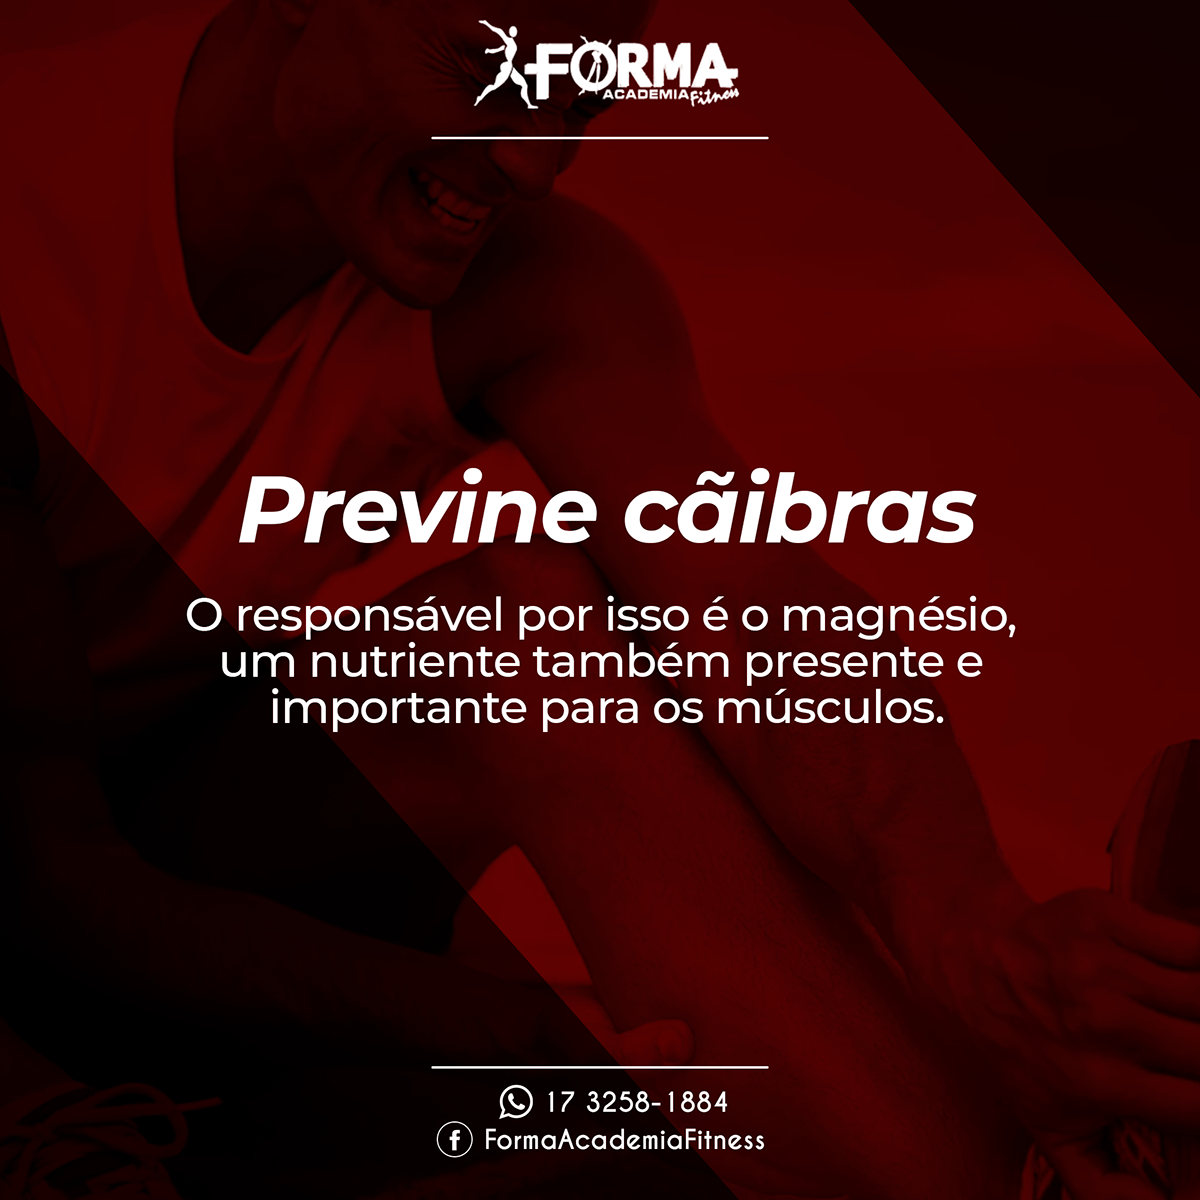 FORMA
ACADEMIA Fitness
Previne cãibras
O responsável por isso é o magnésio,
um nutriente também presente e
importante para os músculos.
17 3258-1884
FormaAcademiaFitness